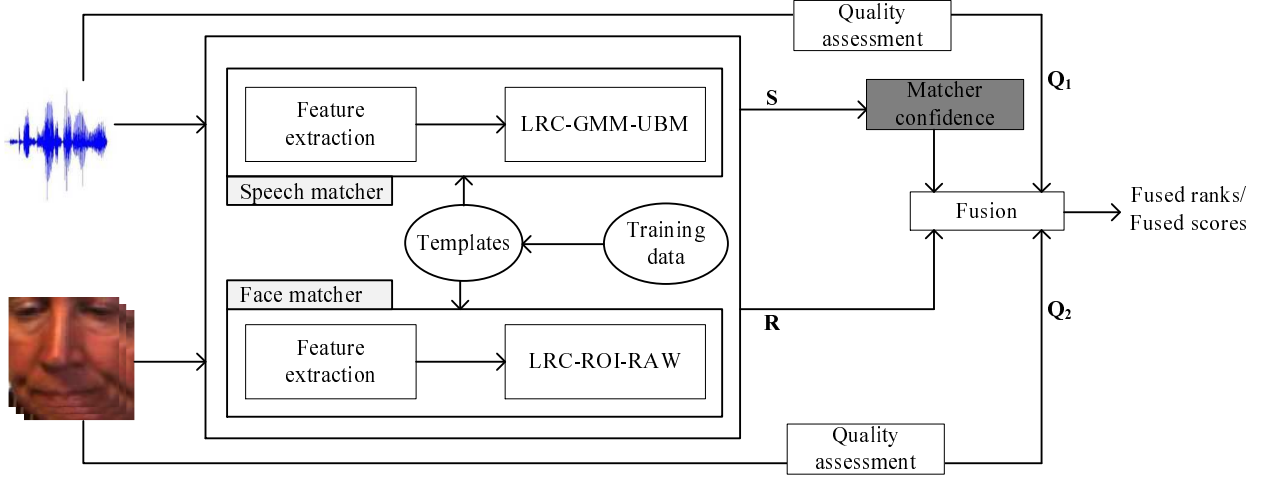 Quality
assessment
Q1
S
Matcher
confidence
Feature
extraction
LRC-GMM-UBM
Speech matcher
Templates
Training
data
Fusion
Fused ranks/
Fused scores
Face matcher
R
Q2
Feature
extraction
LRC-ROI-RAW
Quality
assessment